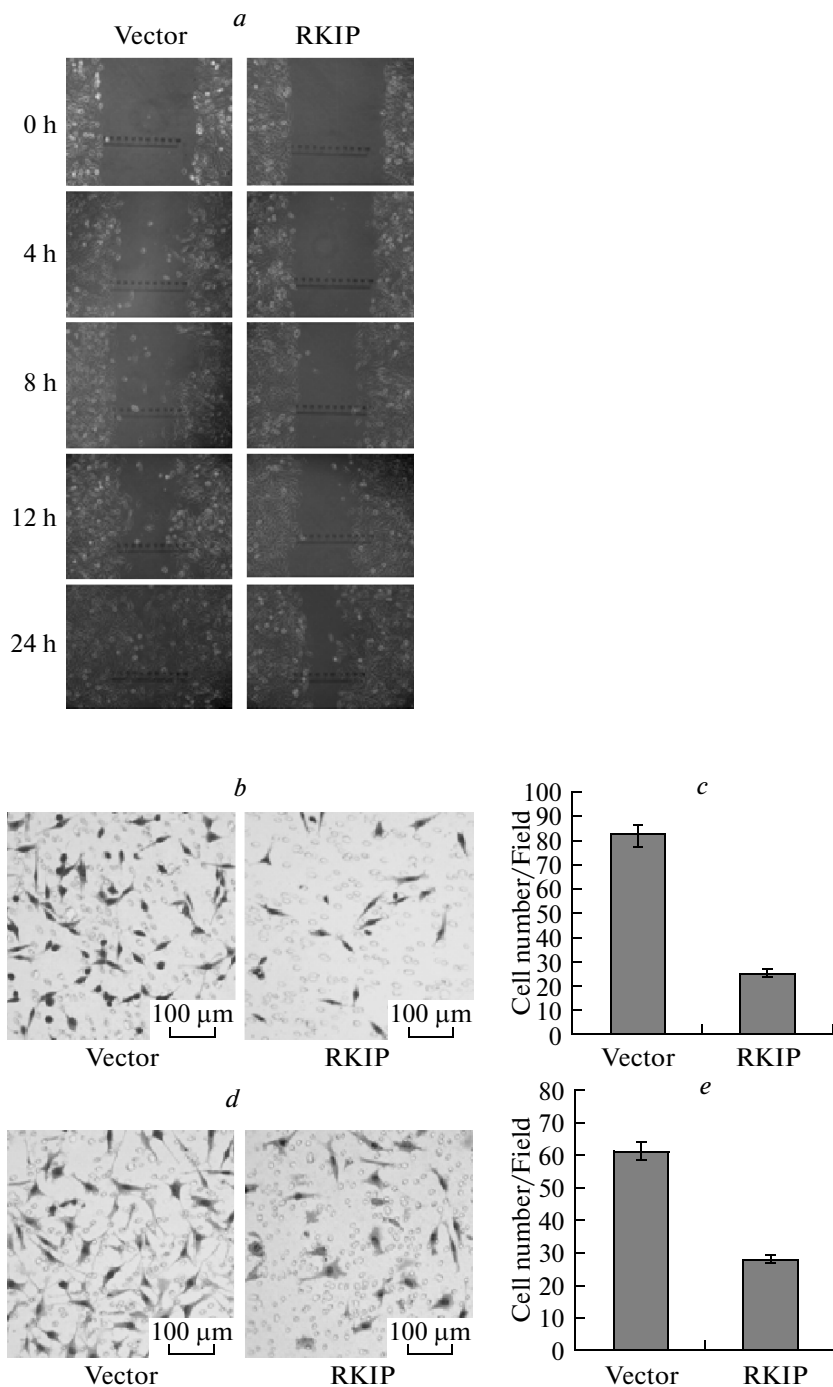 a
Vector RKIP
0 h
4 h
8 h
12 h
24 h
b
100 μm
Vector
100 μm
RKIP
c
Cell number/Field
100
90
80
70
60
50
40
30
20
10
0
Vector RKIP
d
100 μm
Vector
100 μm
RKIP
e
Cell number/Field
80
70
60
50
40
30
20
10
0
Vector RKIP